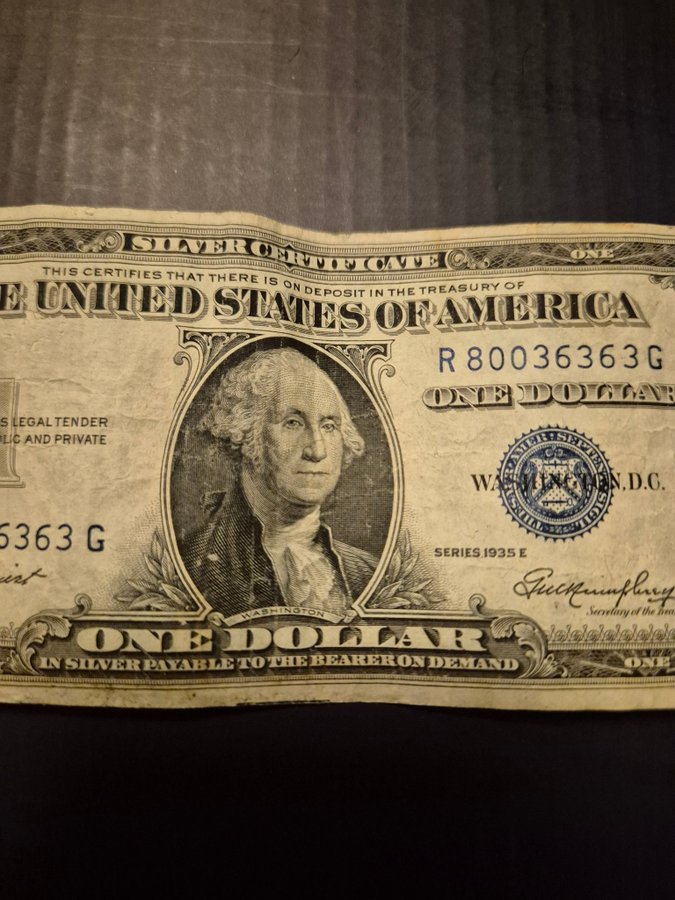 SILVER CERTIFICATE
ONE
THIS CERTIFIES THAT THERE IS ON DEPOSIT IN THE TREASURY OF
E UNITED STATES OF AMERICA
R 80036363 G
ONE DOLLAR
S LEGAL TENDER
LIC AND PRIVATE
WASHINGTON, D.C.
6363 G
SERIES 1935 E
WASHINGTON
Secretary of the Trea
ONE DOLLAR
IN SILVER PAYABLE TO THE BEARER ON DEMAND
ONE